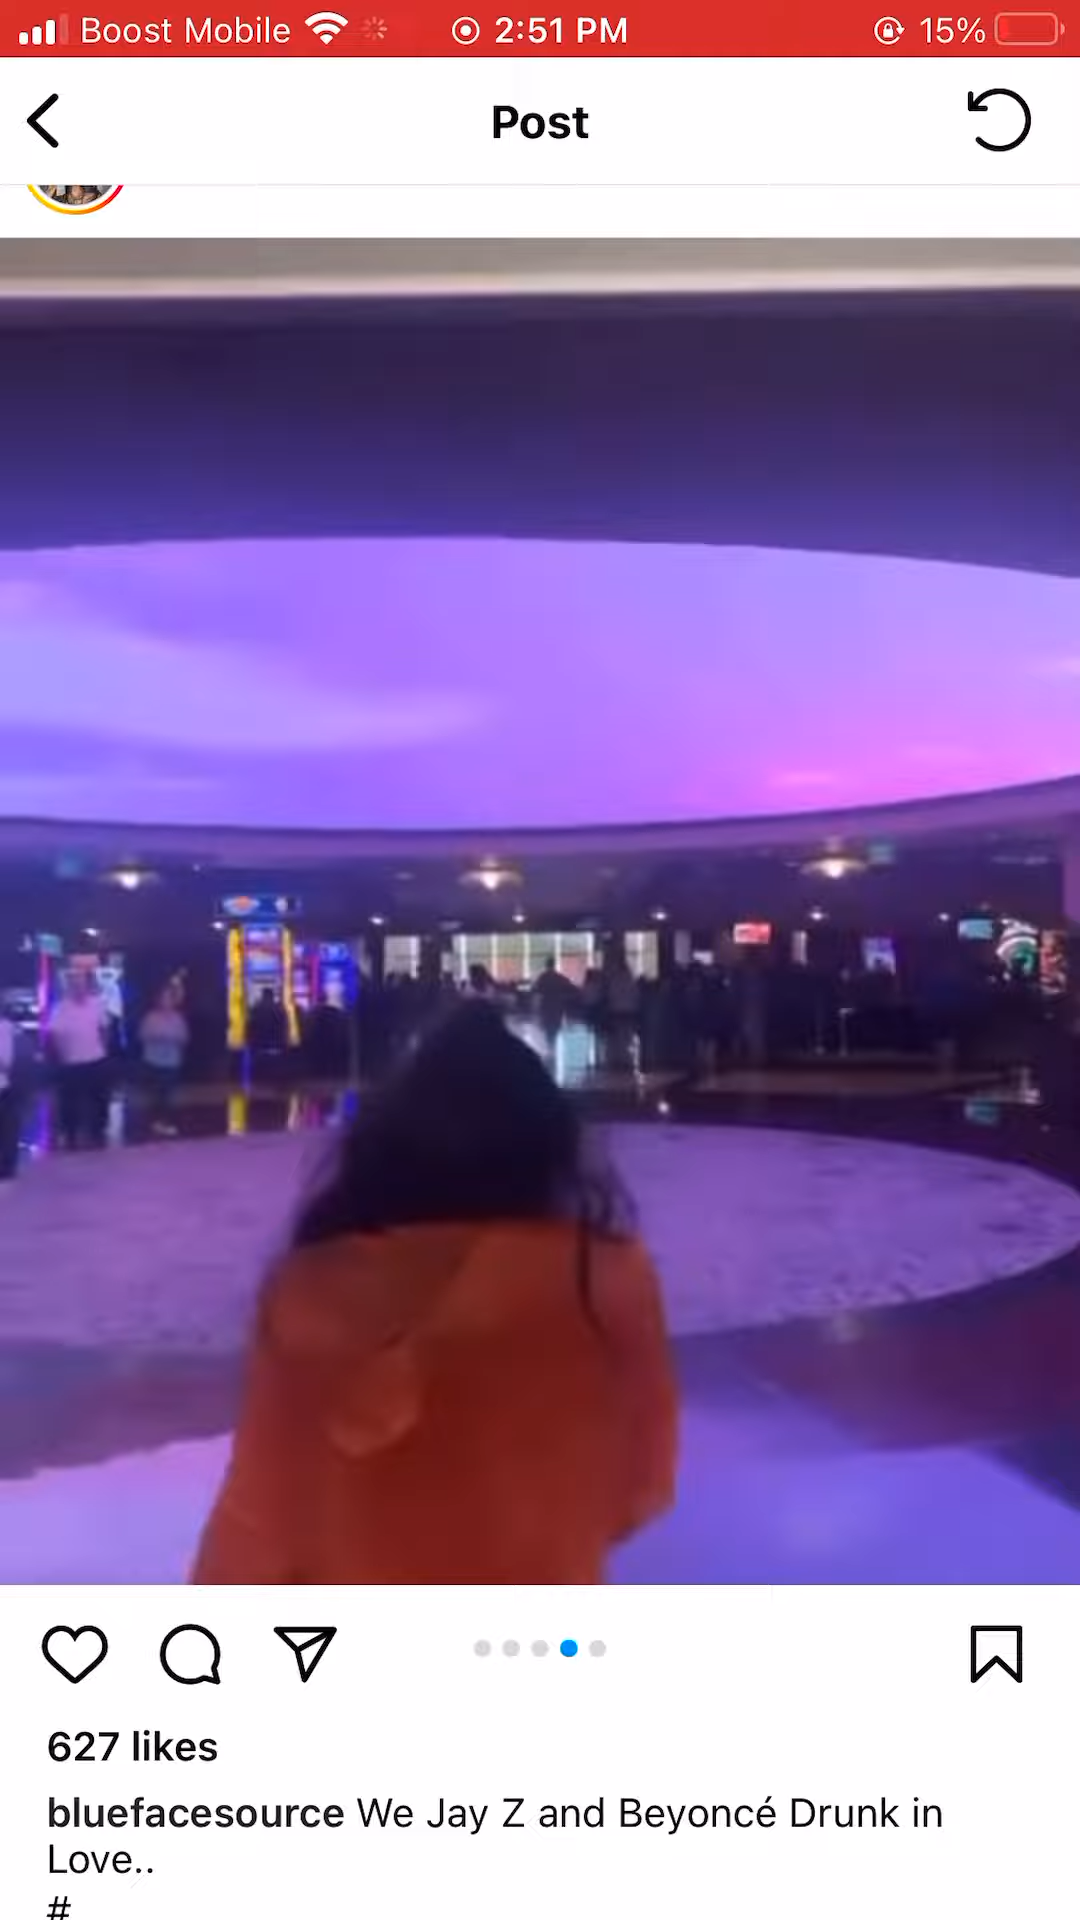 Boost Mobile 2:51 PM 15%
Post
627 likes
bluefacesource We Jay Z and Beyoncé Drunk in
Love..
#